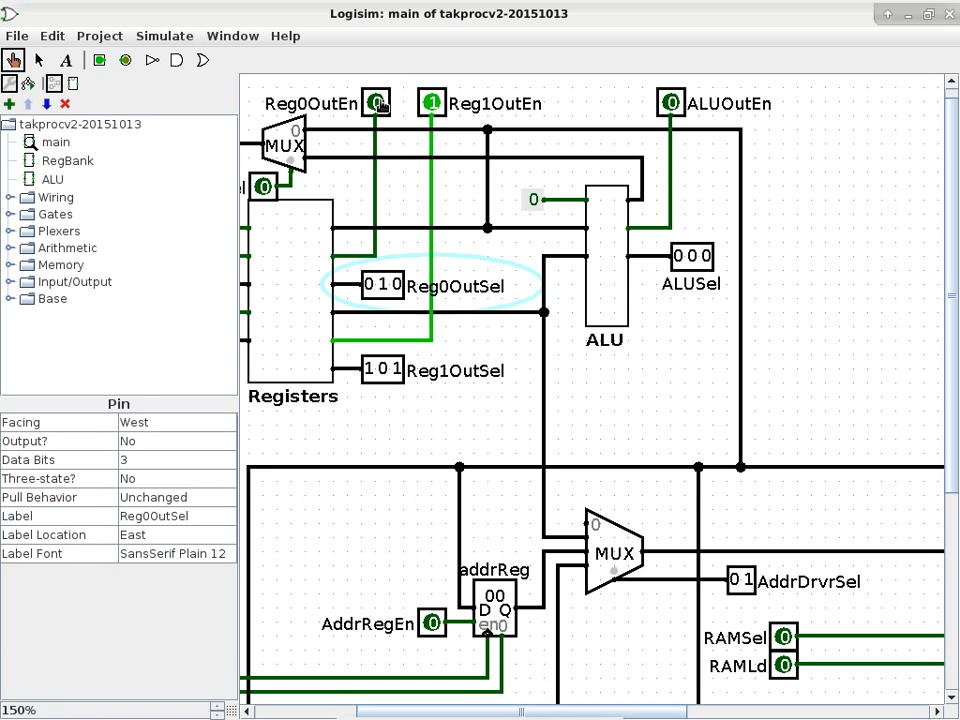 Logisim: main of takprocv2-20151013
File Edit Project Simulate Window Help
A
takprocv2-20151013
main
RegBank
ALU
Wiring
Gates
Plexers
Arithmetic
Memory
Input/Output
Base
Pin
Facing West
Output? No
Data Bits 3
Three-state? No
Pull Behavior Unchanged
Label Reg0OutSel
Label Location East
Label Font SansSerif Plain 12
150%
Reg0OutEn 0 1 Reg1OutEn 0 ALUOutEn
0
MUX
l 0
0
0 1 0 Reg0OutSel
0 0 0
ALUSel
ALU
1 0 1 Reg1OutSel
Registers
0
MUX
addrReg
00
D Q
en 0
AddrRegEn 0
0 1 AddrDrvrSel
RAMSel 0
RAMLd 0